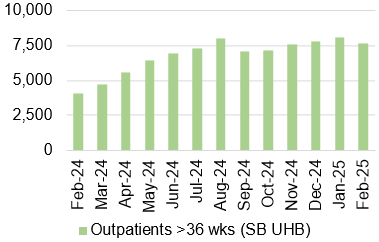 10,000
7,500
5,000
2,500
0
Feb-24
Mar-24
Apr-24
May-24
Jun-24
Jul-24
Aug-24
Sep-24
Oct-24
Nov-24
Dec-24
Jan-25
Feb-25
Outpatients >36 wks (SB UHB)